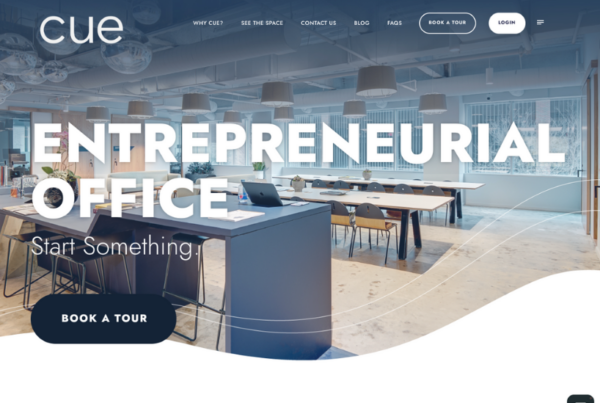 cue
WHY CUE?
SEE THE SPACE
CONTACT US
BLOG
FAQS
BOOK A TOUR
LOGIN
ENTREPRENEURIAL
OFFICE
Start Something.
BOOK A TOUR